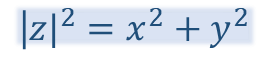 |z|² = x² + y²